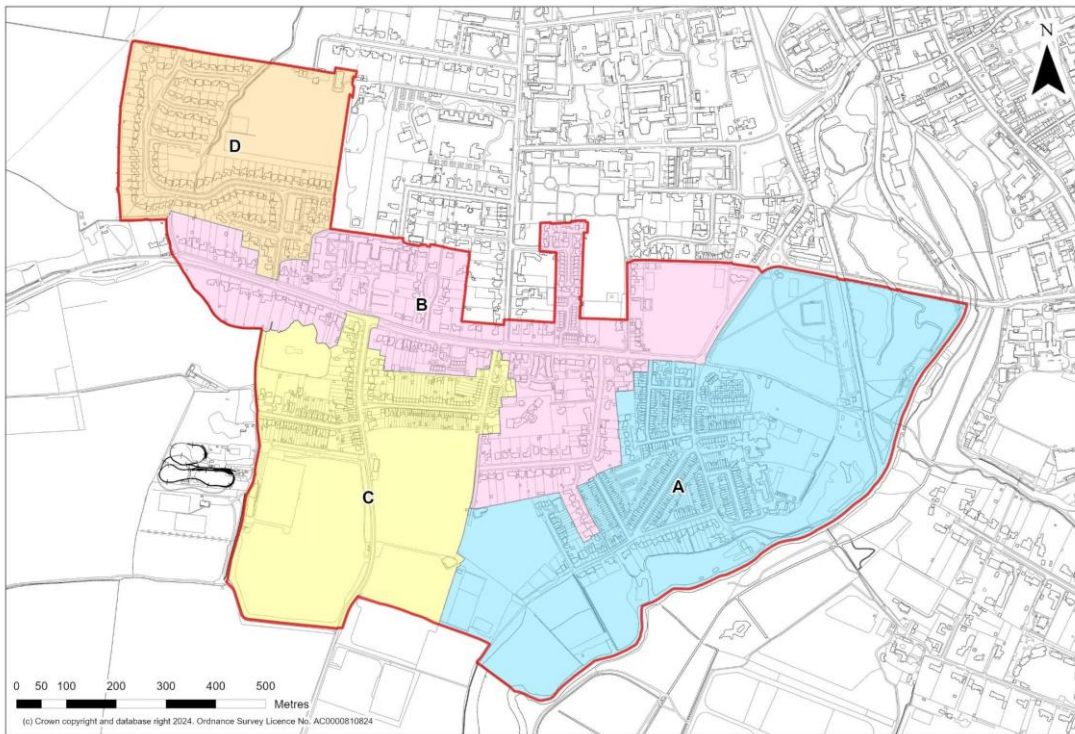 N
D
B
A
C
0 50 100 200 300 400 500
Metres
(c) Crown copyright and database right 2024. Ordnance Survey Licence No. AC0000810824